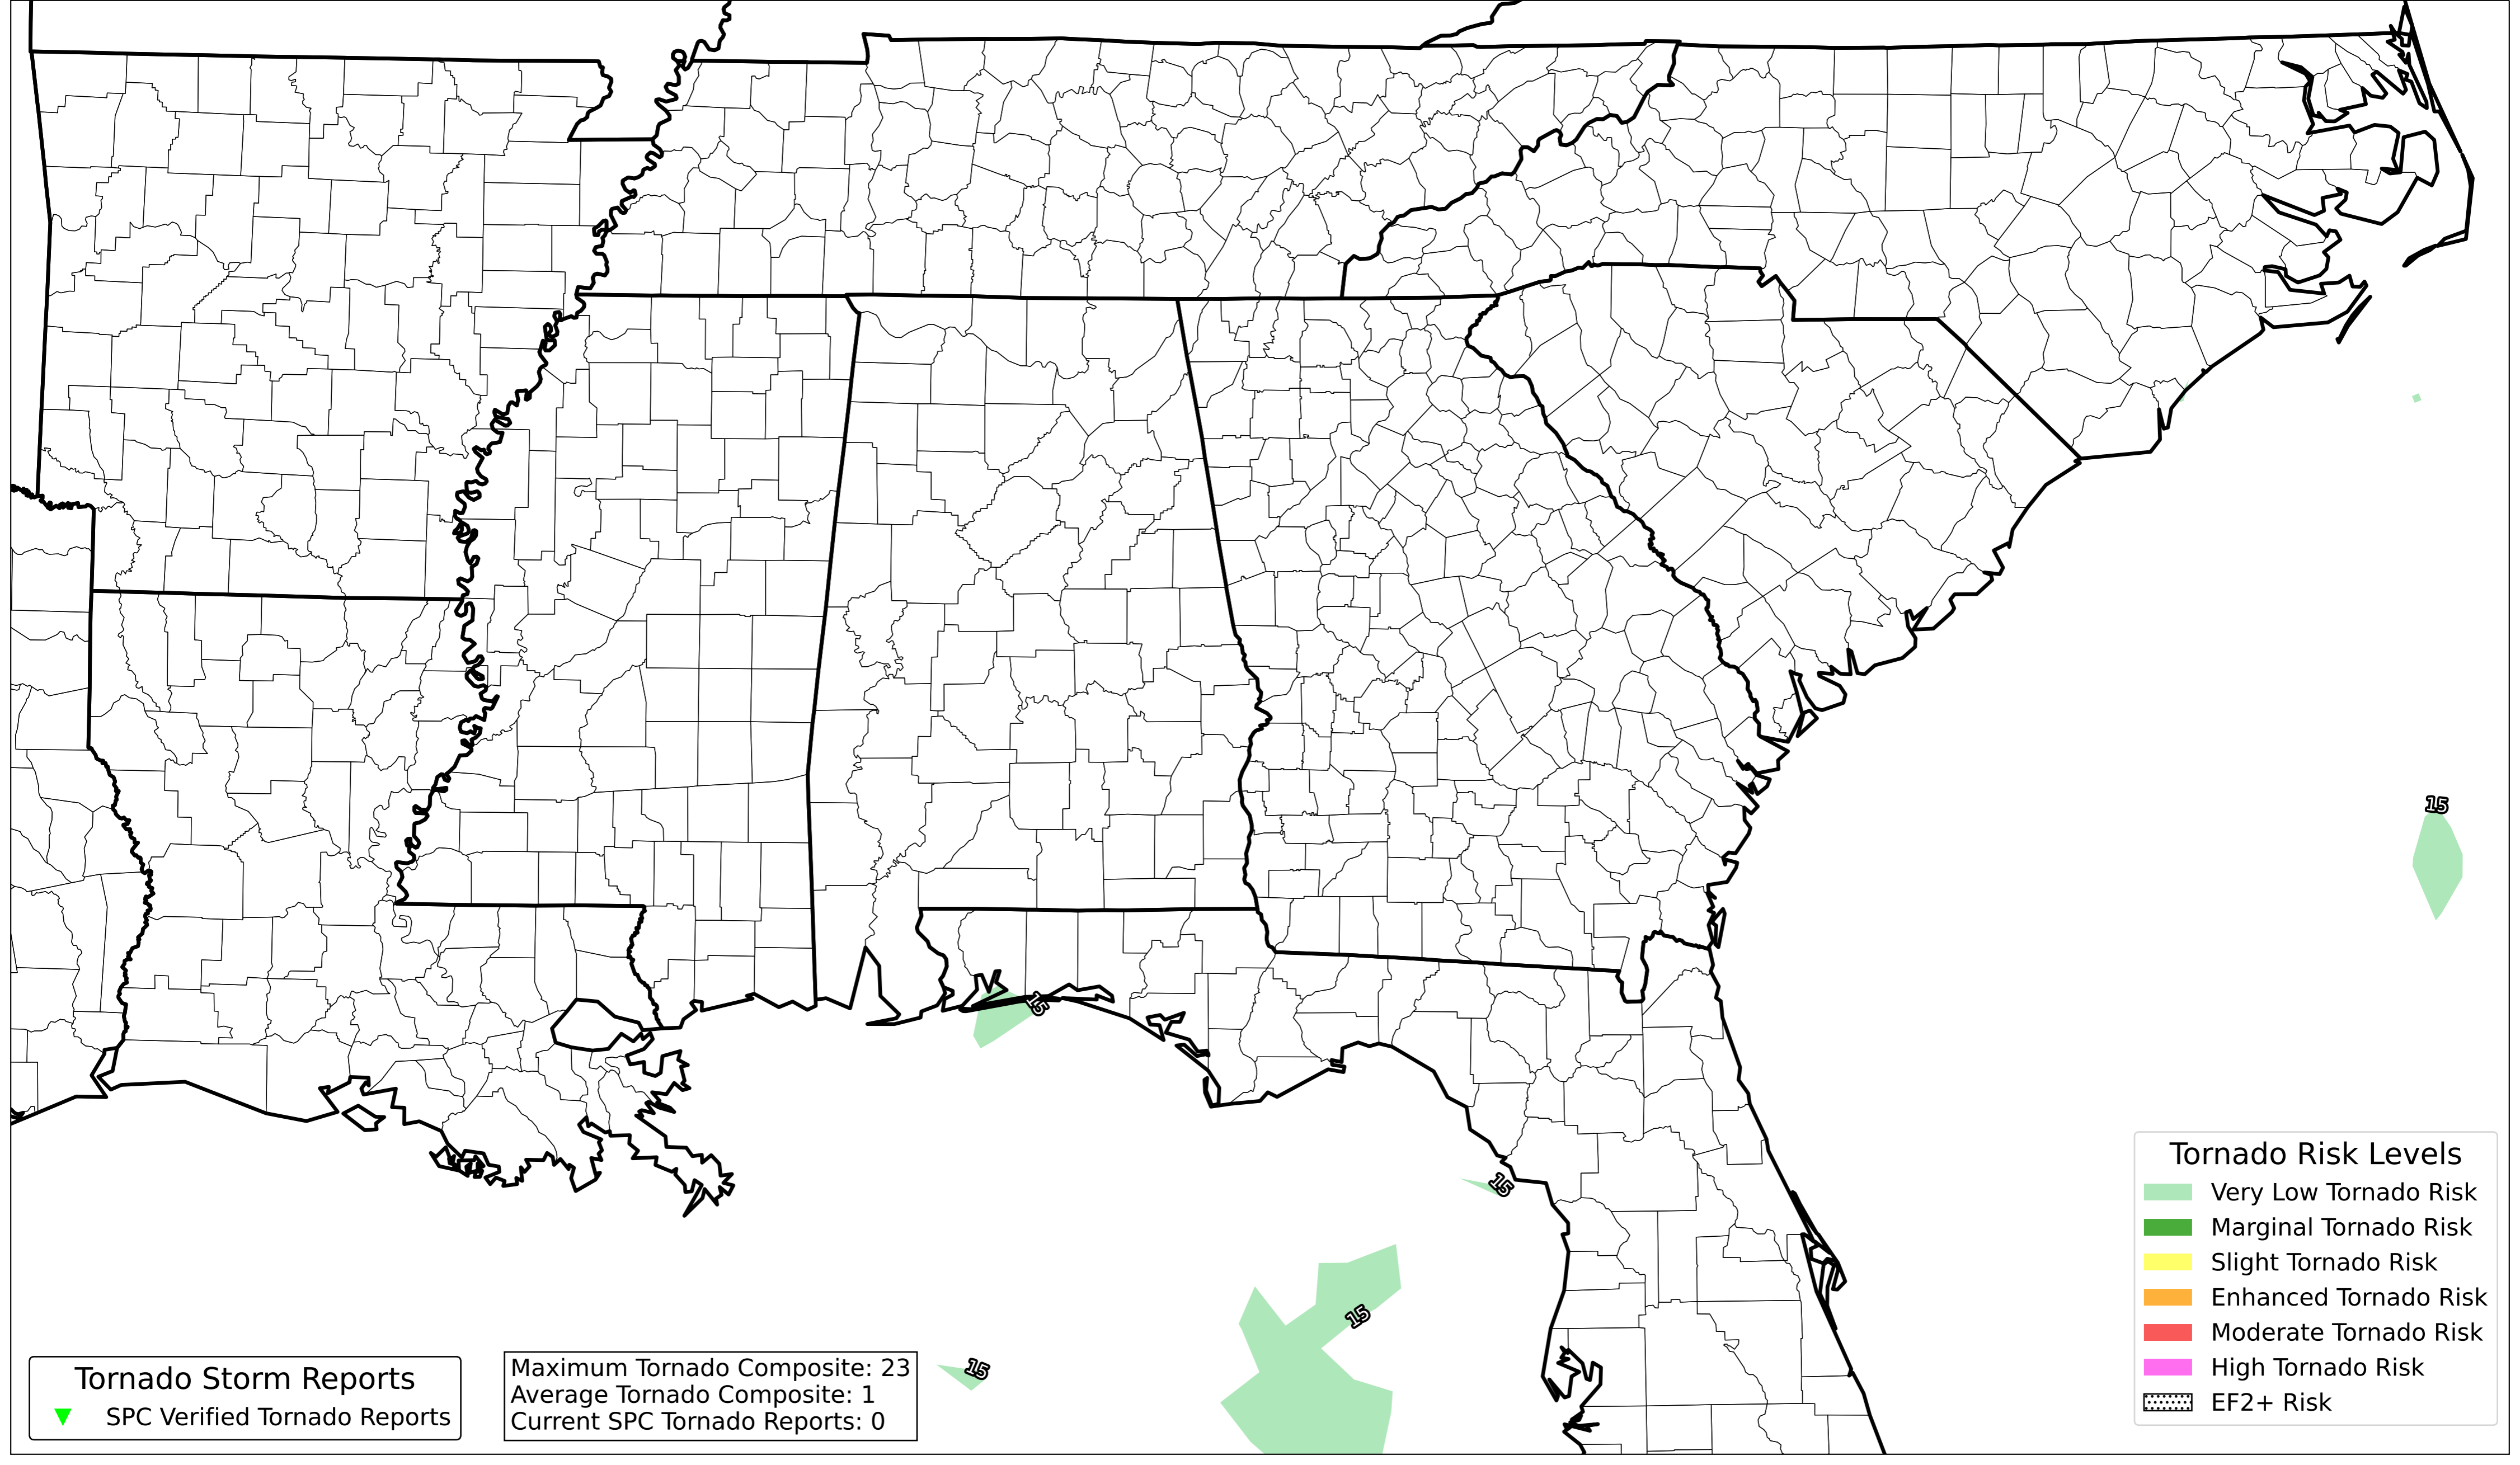 15
15
15
15
15
Tornado Risk Levels
Very Low Tornado Risk
Marginal Tornado Risk
Slight Tornado Risk
Enhanced Tornado Risk
Moderate Tornado Risk
High Tornado Risk
EF2+ Risk
Tornado Storm Reports
SPC Verified Tornado Reports
Maximum Tornado Composite: 23
Average Tornado Composite: 1
Current SPC Tornado Reports: 0